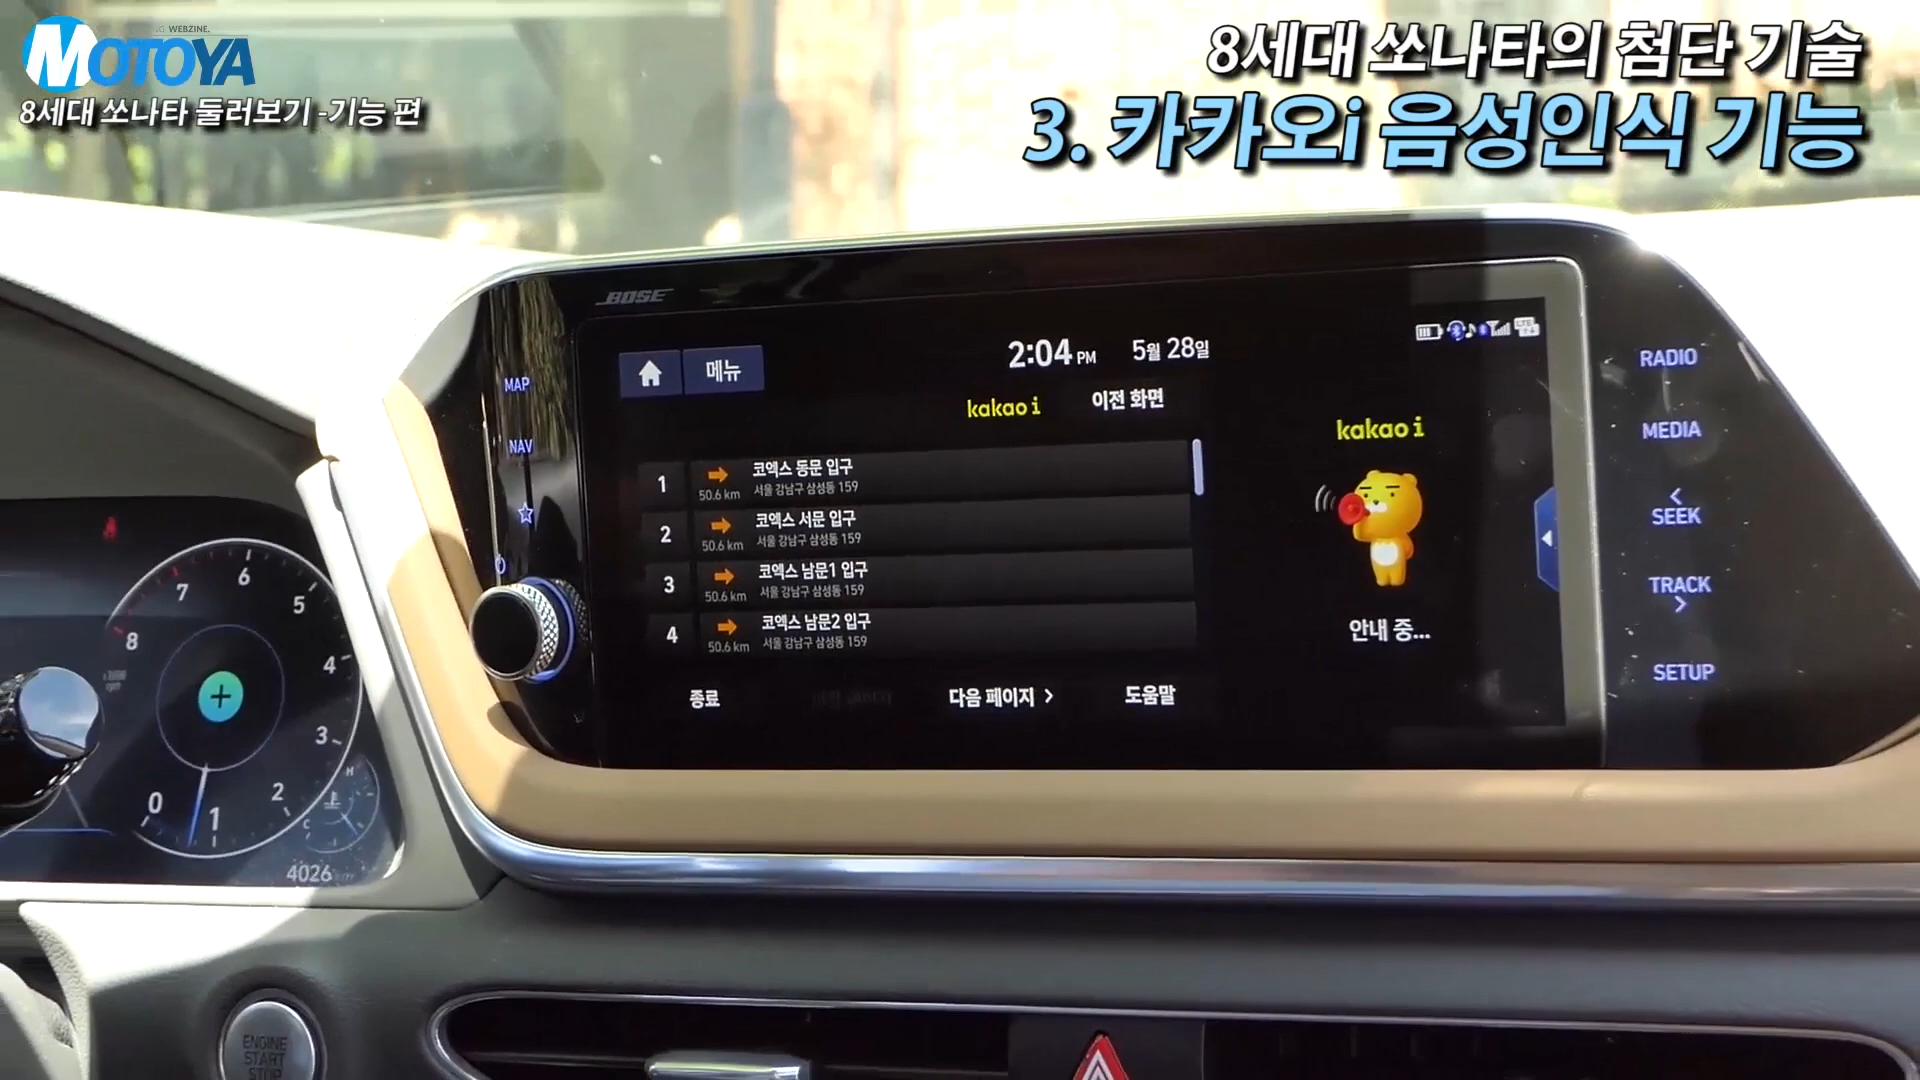 WEBZINE.
MOTOYA
8세대 쏘나타 둘러보기 -기능 편
8세대 쏘나타의 첨단 기술
3. 카카오i 음성인식 기능
BOSE
메뉴
2:04 PM 5월 28일
LTE
kakao i 이전 화면
MAP
NAV
1 코엑스 동문 입구
50.6 km 서울 강남구 삼성동 159
2 코엑스 서문 입구
50.6 km 서울 강남구 삼성동 159
3 코엑스 남문1 입구
50.6 km 서울 강남구 삼성동 159
4 코엑스 남문2 입구
50.6 km 서울 강남구 삼성동 159
종료 다음 페이지 > 도움말
kakao i
안내 중...
RADIO
MEDIA
<
SEEK
TRACK
>
SETUP
0
1
2
3
4
5
6
7
8
H
C
4026
ENGINE
START
STOP